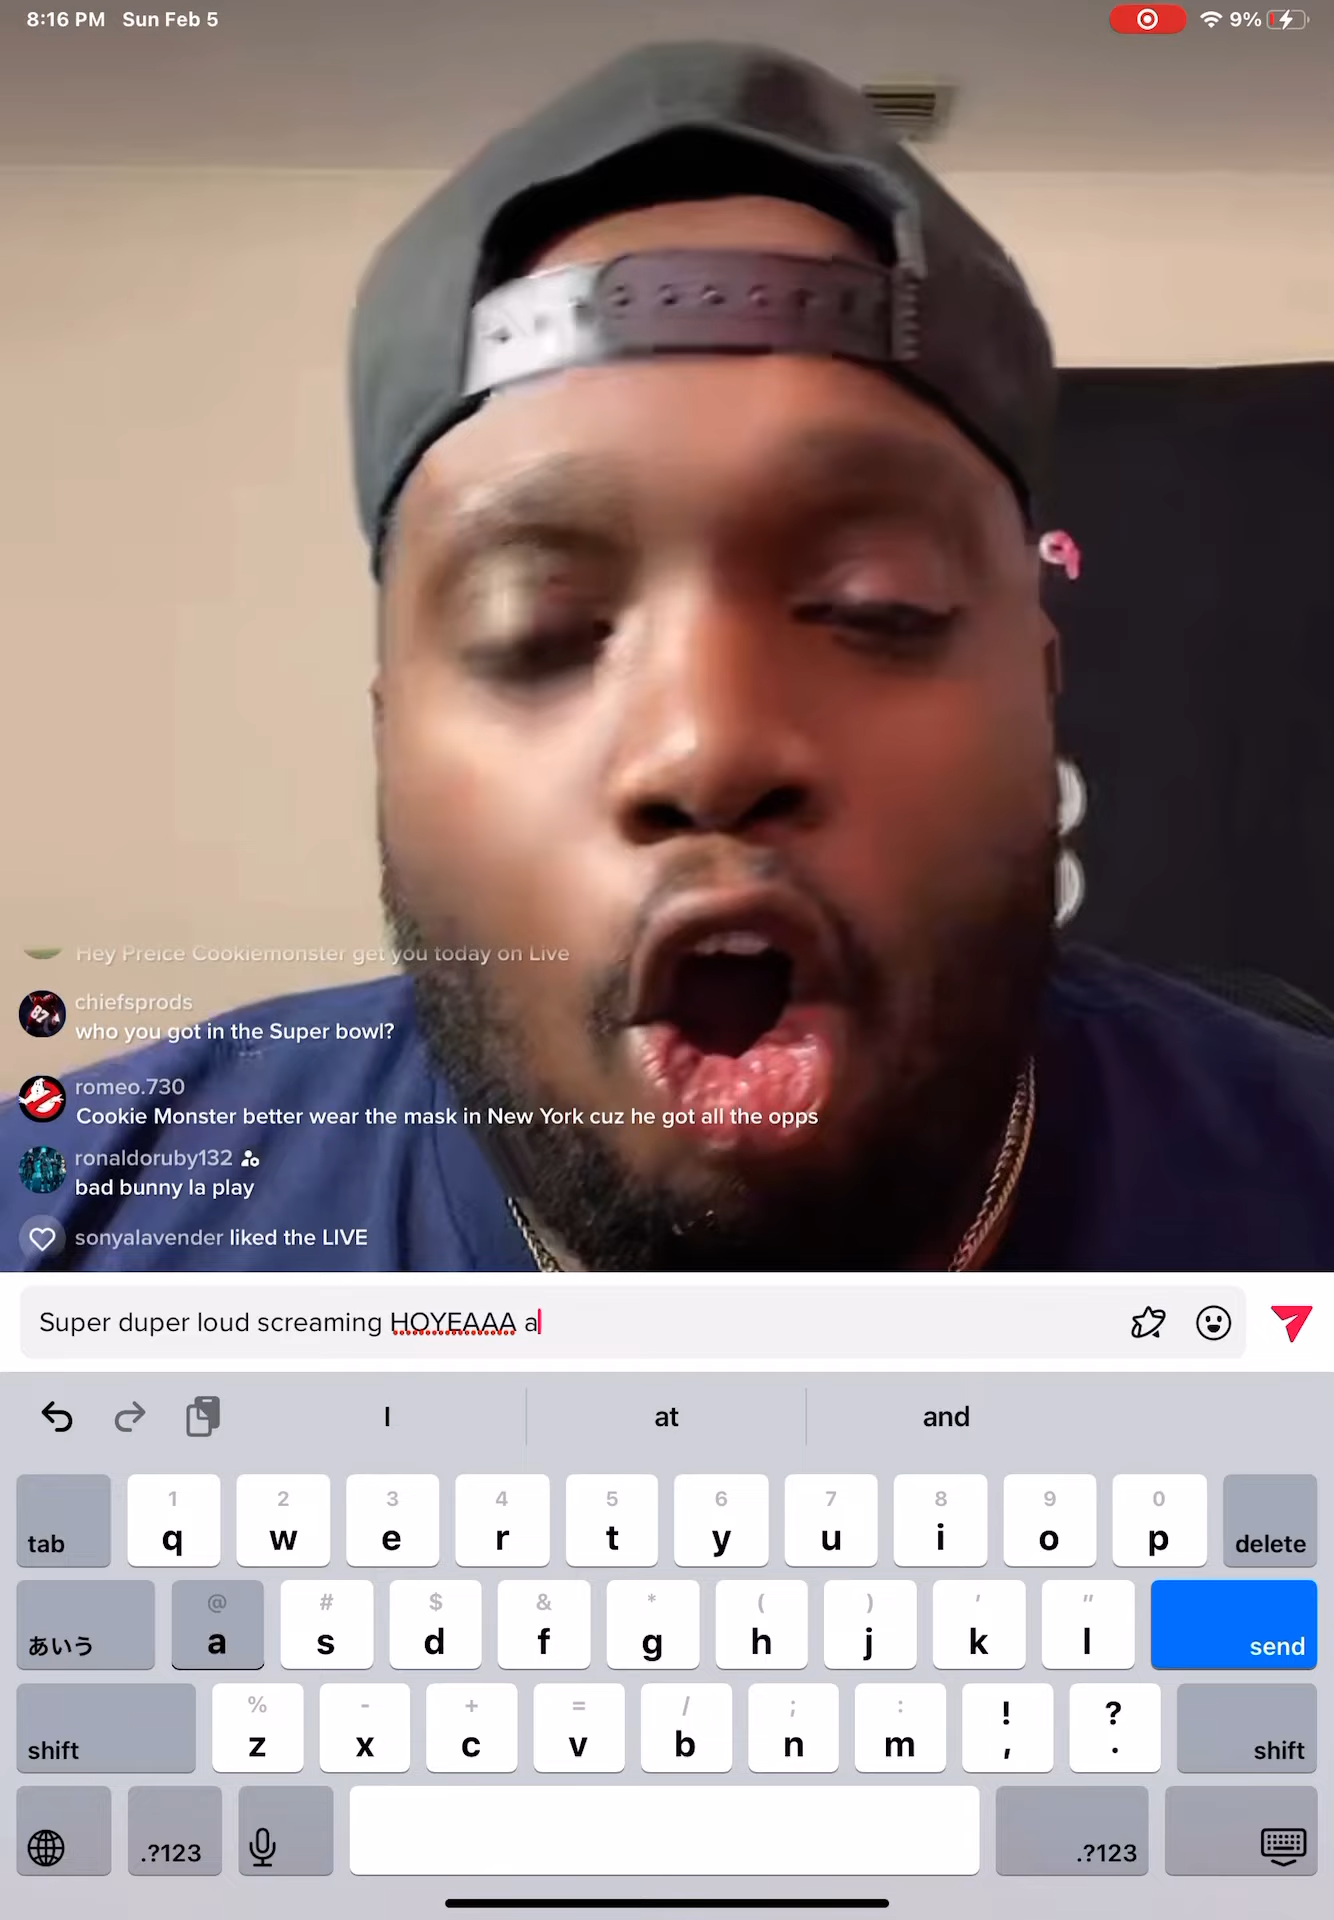 8:16 PM Sun Feb 5
9%
Hey Preice Cookiemonster get you today on Live
chiefsprods
who you got in the Super bowl?
romeo.730
Cookie Monster better wear the mask in New York cuz he got all the opps
ronaldoruby132
bad bunny la play
sonyalavender liked the LIVE
Super duper loud screaming HOYEAAA a
I at and
1 2 3 4 5 6 7 8 9 0
tab q w e r t y u i o p delete
@ # $ & * ( ) ' "
あいう a s d f g h j k l send
% - + = / ; : ! ?
shift z x c v b n m , . shift
.?123 .?123